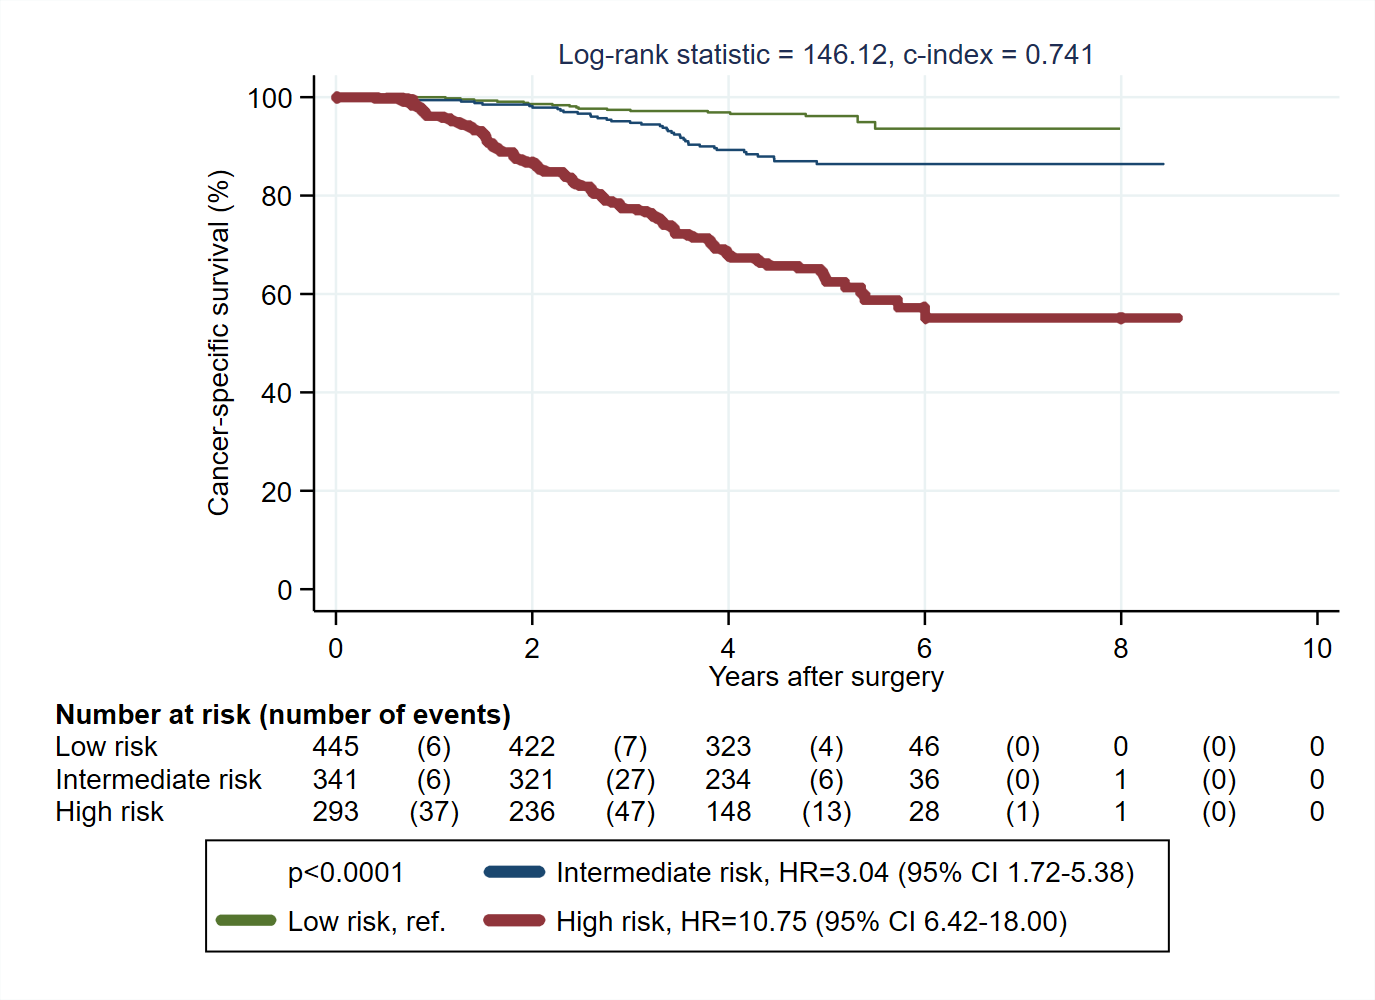 Log-rank statistic = 146.12, c-index = 0.741
100
80
60
40
20
0
Cancer-specific survival (%)
0 2 4 6 8 10
Years after surgery
Number at risk (number of events)
Low risk 445 (6) 422 (7) 323 (4) 46 (0) 0 (0) 0
Intermediate risk 341 (6) 321 (27) 234 (6) 36 (0) 1 (0) 0
High risk 293 (37) 236 (47) 148 (13) 28 (1) 1 (0) 0
p<0.0001 Intermediate risk, HR=3.04 (95% CI 1.72-5.38)
Low risk, ref. High risk, HR=10.75 (95% CI 6.42-18.00)